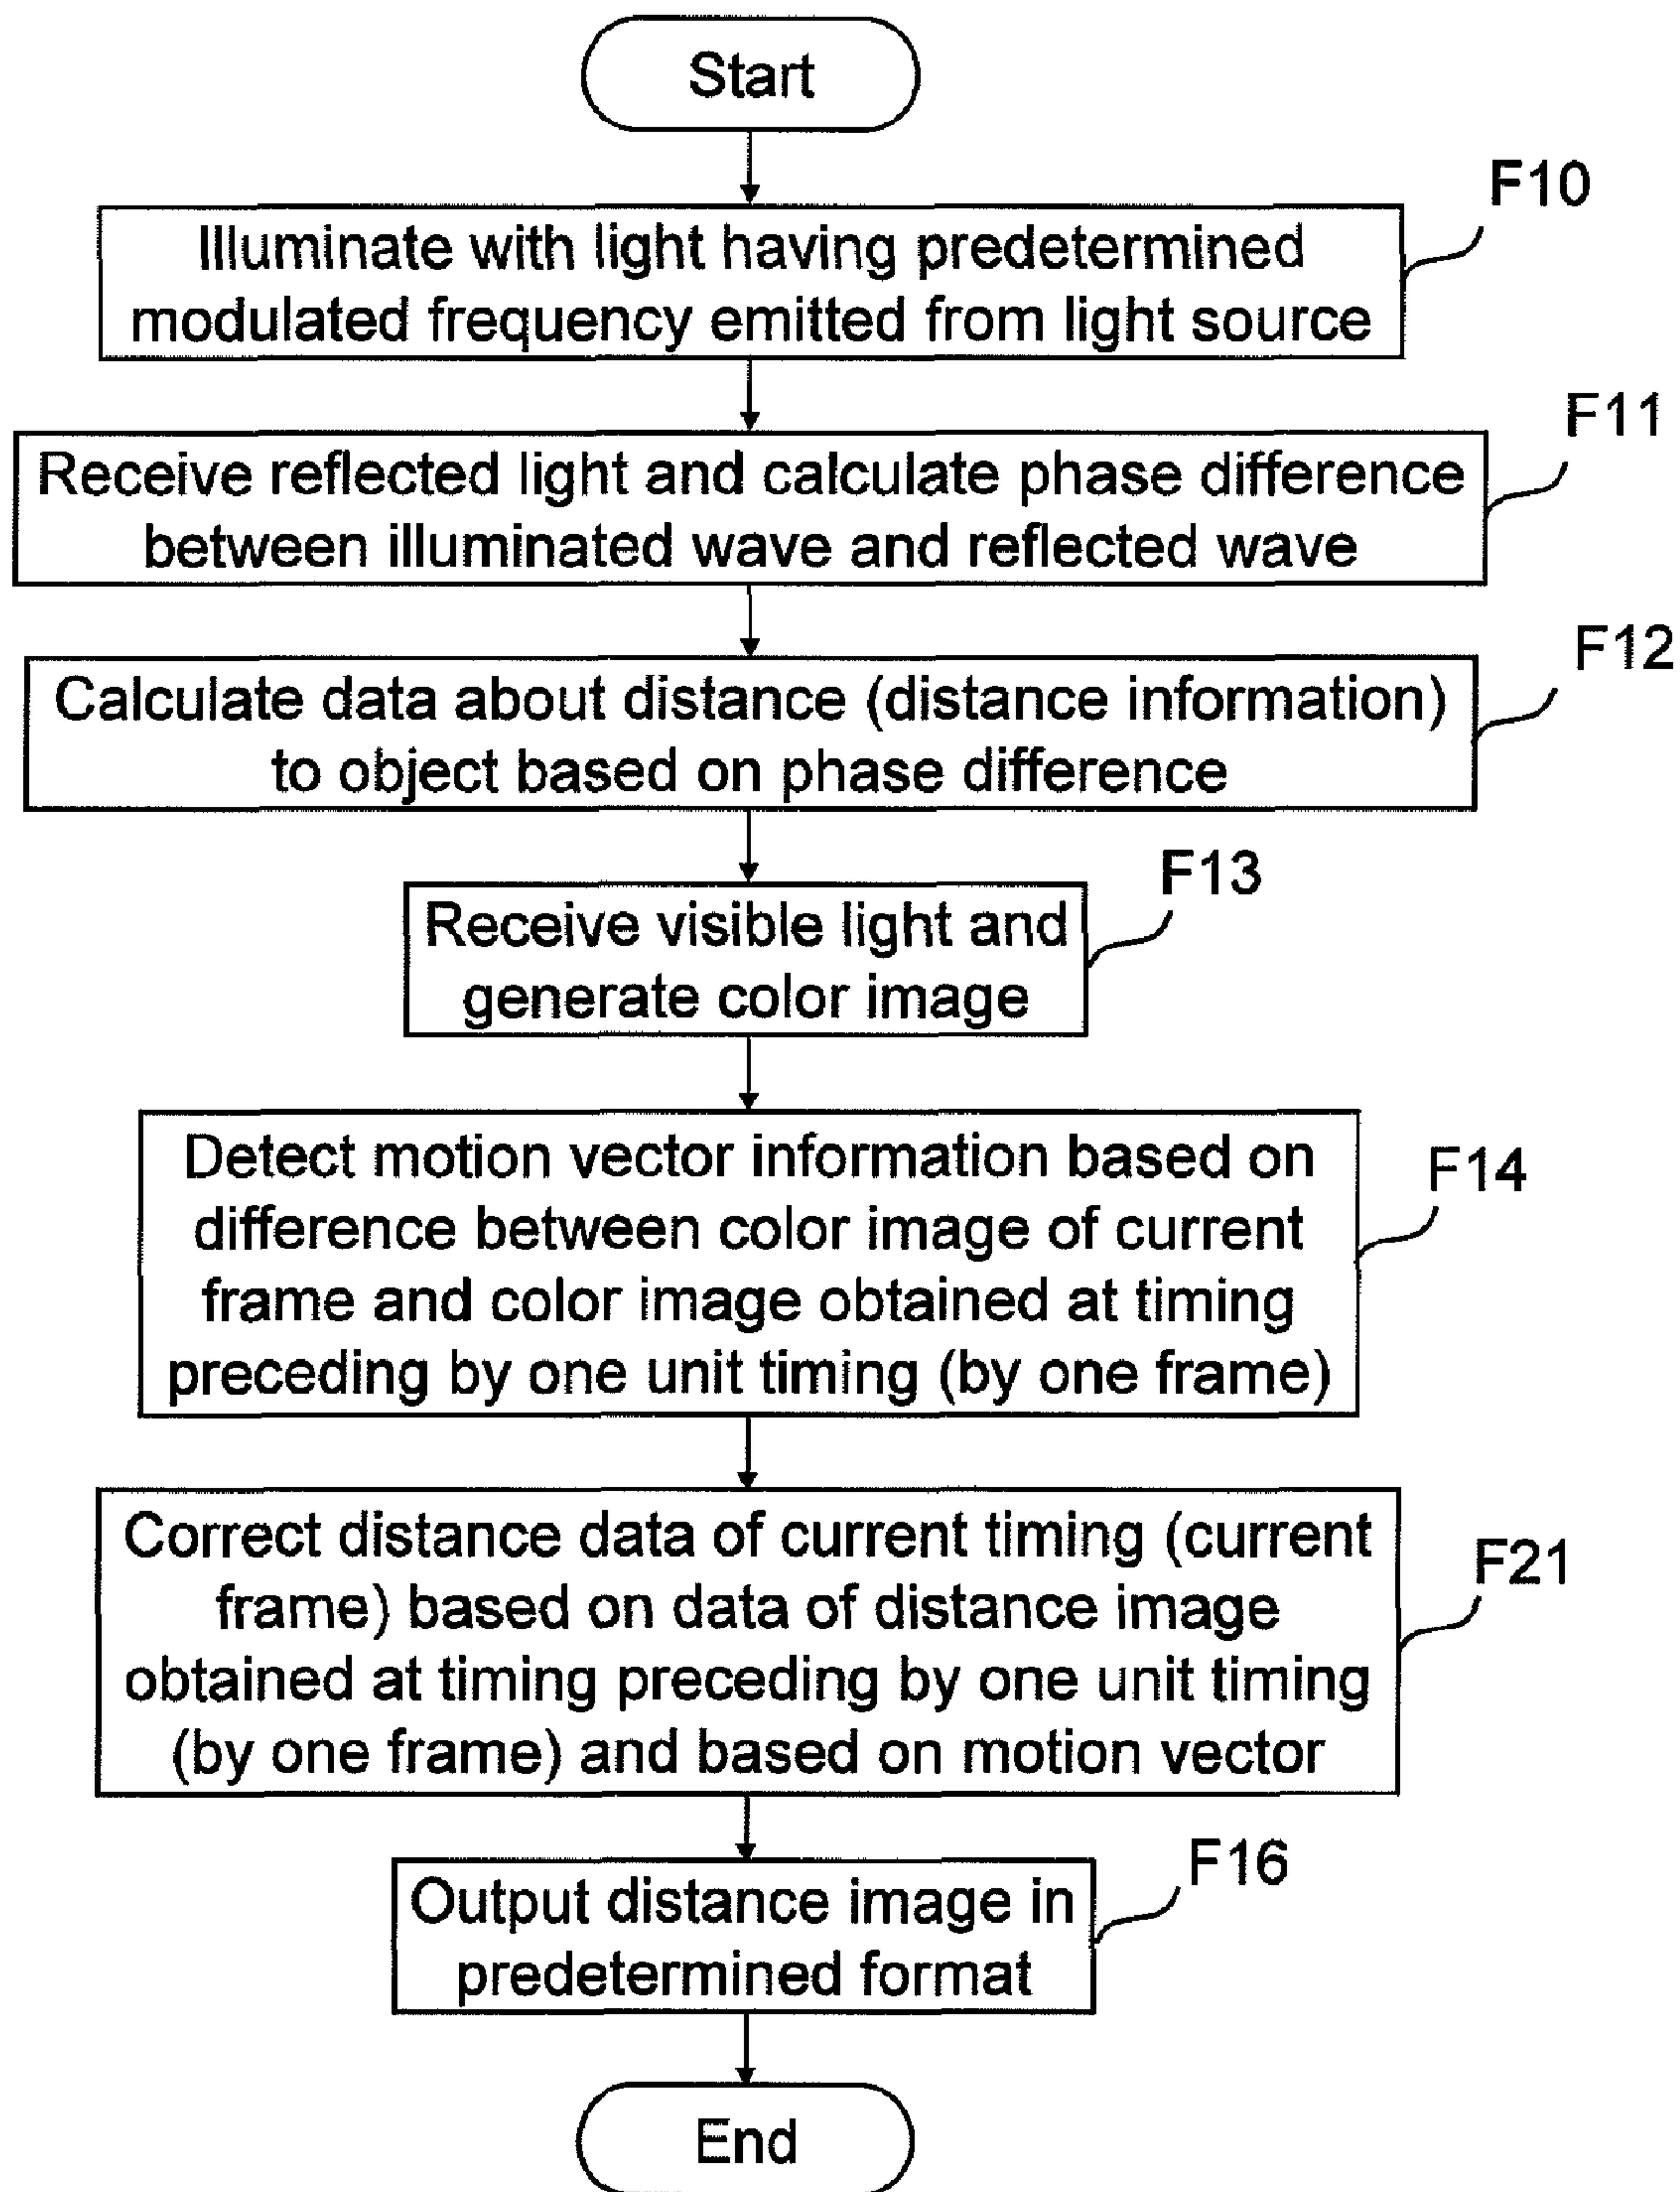 Start
F10
Illuminate with light having predetermined
modulated frequency emitted from light source
F11
Receive reflected light and calculate phase difference
between illuminated wave and reflected wave
F12
Calculate data about distance (distance information)
to object based on phase difference
F13
Receive visible light and
generate color image
F14
Detect motion vector information based on
difference between color image of current
frame and color image obtained at timing
preceding by one unit timing (by one frame)
F21
Correct distance data of current timing (current
frame) based on data of distance image
obtained at timing preceding by one unit timing
(by one frame) and based on motion vector
F16
Output distance image in
predetermined format
End